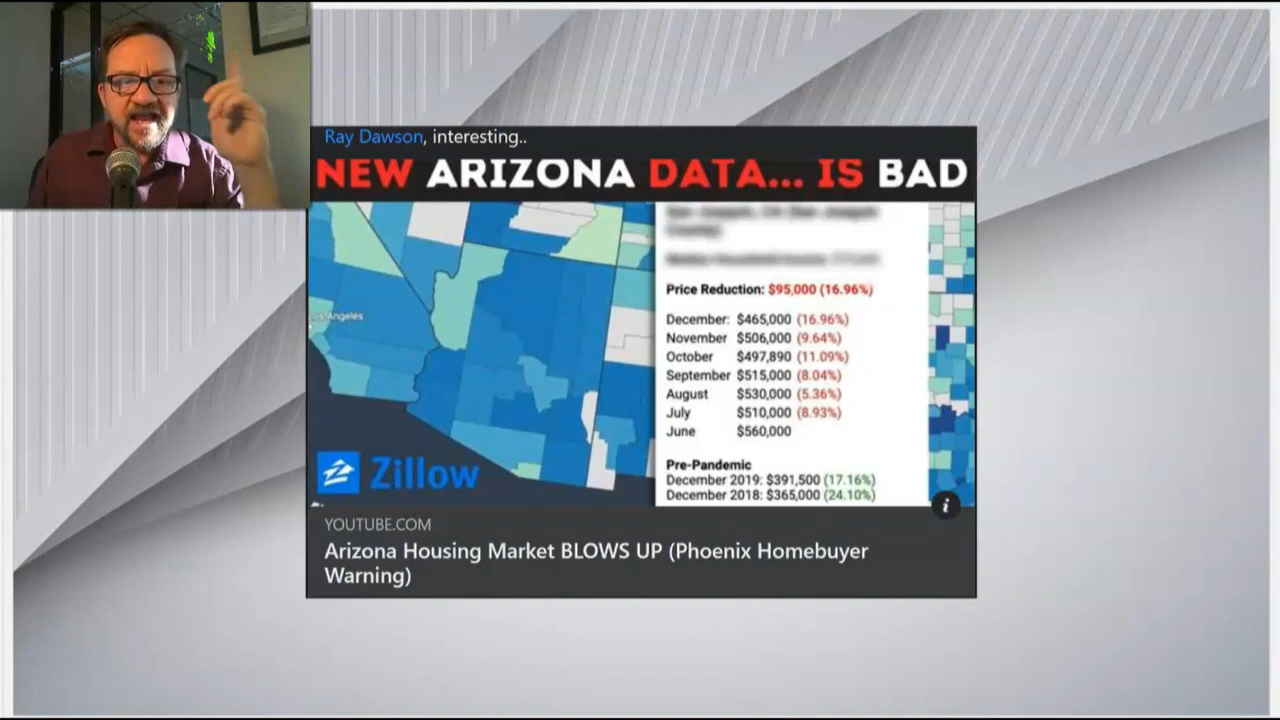 Ray Dawson, interesting..
NEW ARIZONA DATA... IS BAD
Los Angeles
Price Reduction: $95,000 (16.96%)
December: $465,000 (16.96%)
November $506,000 (9.64%)
October $497,890 (11.09%)
September $515,000 (8.04%)
August $530,000 (5.36%)
July $510,000 (8.93%)
June $560,000
Pre-Pandemic
December 2019: $391,500 (17.16%)
December 2018: $365,000 (24.10%)
Zillow
i
YOUTUBE.COM
Arizona Housing Market BLOWS UP (Phoenix Homebuyer
Warning)